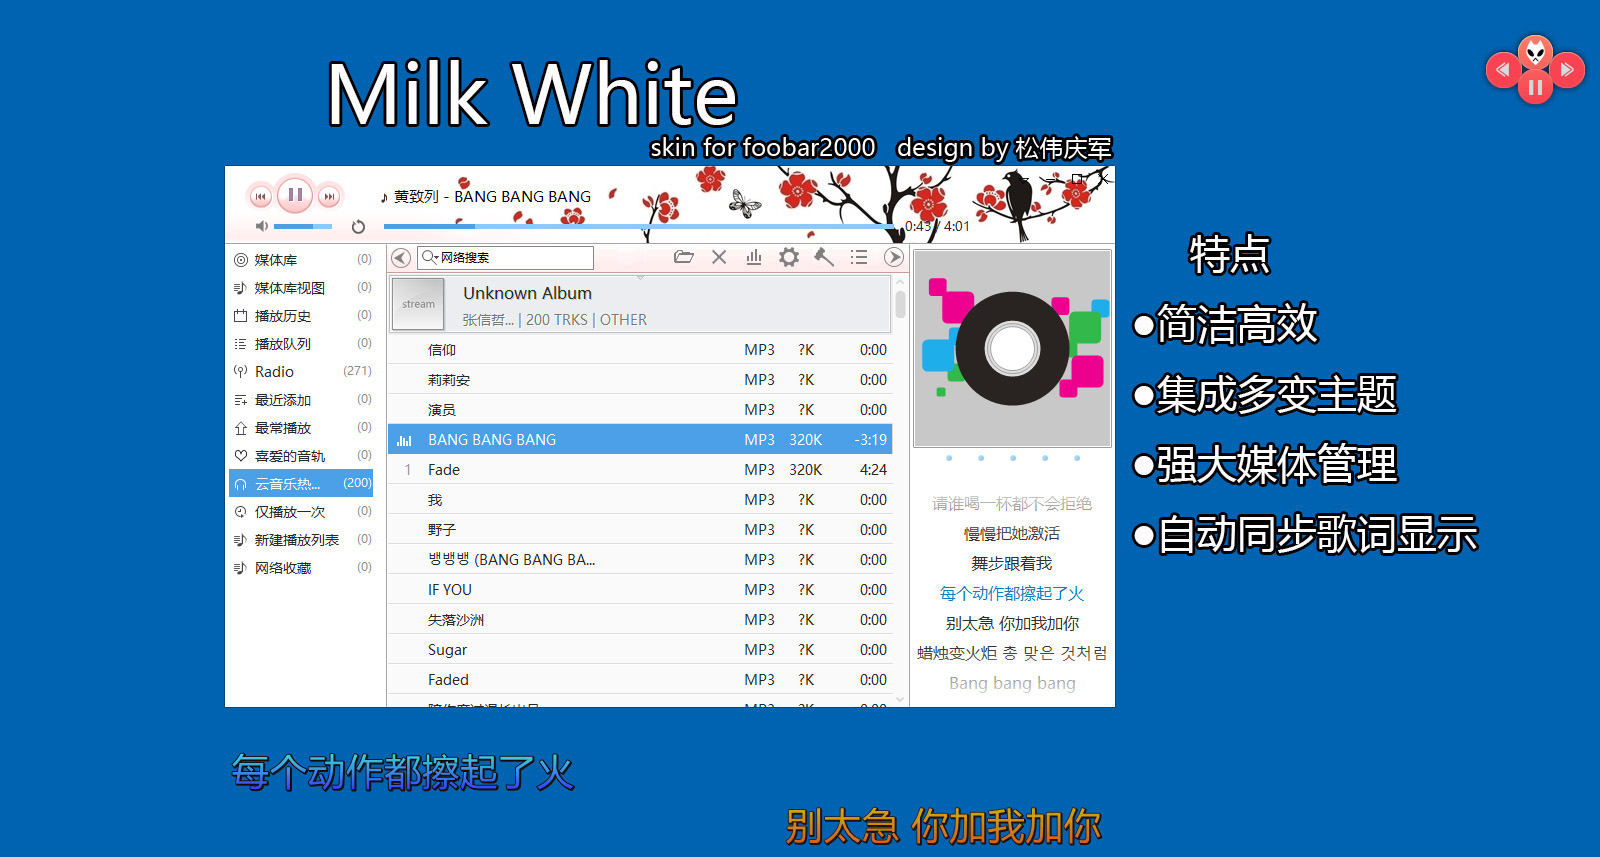 Milk White
skin for foobar2000 design by 松伟庆军
♪ 黄致列 - BANG BANG BANG
0:43 / 4:01
媒体库 (0)
媒体库视图 (0)
播放历史 (0)
播放队列 (0)
Radio (271)
最近添加 (0)
最常播放 (0)
喜爱的音轨 (0)
云音乐热... (200)
仅播放一次 (0)
新建播放列表 (0)
网络收藏 (0)
网络搜索
stream
Unknown Album
张信哲... | 200 TRKS | OTHER
信仰 MP3 ?K 0:00
莉莉安 MP3 ?K 0:00
演员 MP3 ?K 0:00
BANG BANG BANG MP3 320K -3:19
1 Fade MP3 320K 4:24
我 MP3 ?K 0:00
野子 MP3 ?K 0:00
뱅뱅뱅 (BANG BANG BA... MP3 ?K 0:00
IF YOU MP3 ?K 0:00
失落沙洲 MP3 ?K 0:00
Sugar MP3 ?K 0:00
Faded MP3 ?K 0:00
请谁喝一杯都不会拒绝
慢慢把她激活
舞步跟着我
每个动作都擦起了火
别太急 你加我加你
蜡烛变火炬 총 맞은 것처럼
Bang bang bang
特点
●简洁高效
●集成多变主题
●强大媒体管理
●自动同步歌词显示
每个动作都擦起了火
别太急 你加我加你